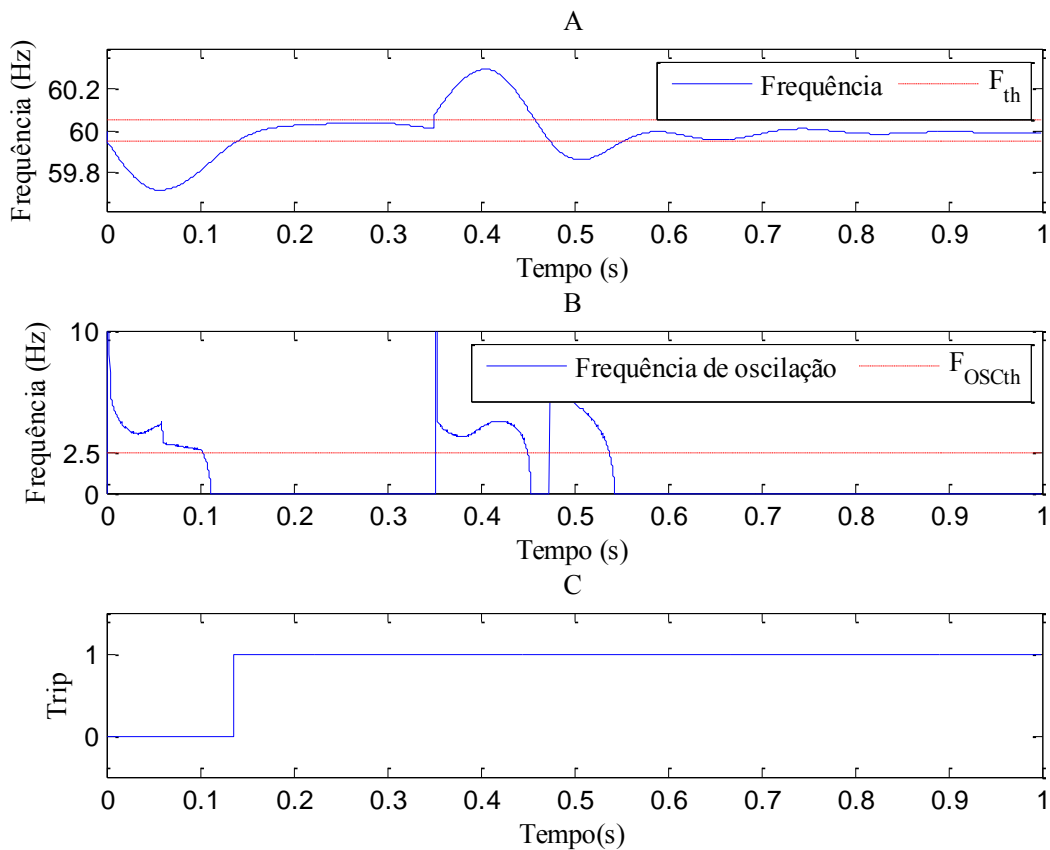 A
Frequência (Hz)
60.2
60
59.8
Frequência
F_th
0 0.1 0.2 0.3 0.4 0.5 0.6 0.7 0.8 0.9 1
Tempo (s)
B
Frequência (Hz)
10
2.5
0
Frequência de oscilação
F_OSCth
0 0.1 0.2 0.3 0.4 0.5 0.6 0.7 0.8 0.9 1
Tempo (s)
C
Trip
1
0
0 0.1 0.2 0.3 0.4 0.5 0.6 0.7 0.8 0.9 1
Tempo(s)